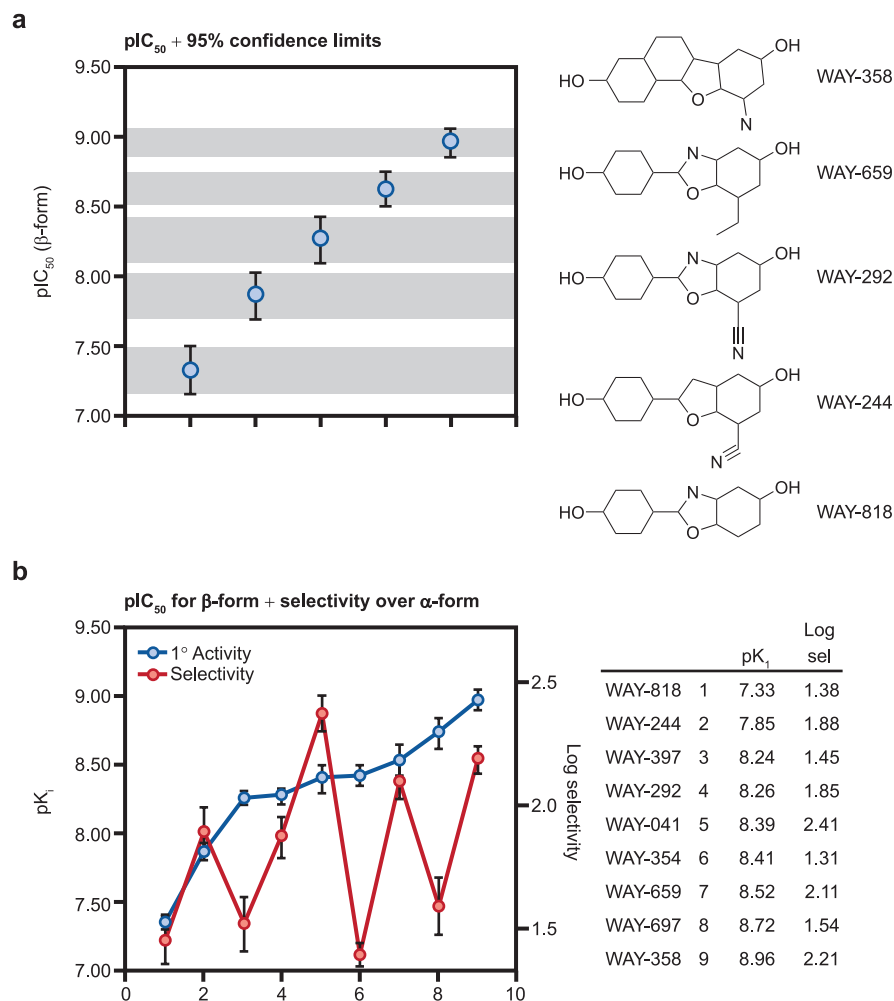 a
pIC50 + 95% confidence limits
9.50
9.00
8.50
8.00
7.50
7.00
pIC50 (β-form)
HO
OH
O
N
WAY-358
HO
N
O
OH
WAY-659
HO
N
O
OH
N
WAY-292
HO
O
OH
N
WAY-244
HO
N
O
OH
WAY-818
b
pIC50 for β-form + selectivity over α-form
9.50
9.00
8.50
8.00
7.50
7.00
pKi
1° Activity
Selectivity
2.5
2.0
1.5
Log selectivity
0 2 4 6 8 10
pK1 Log sel
WAY-818 1 7.33 1.38
WAY-244 2 7.85 1.88
WAY-397 3 8.24 1.45
WAY-292 4 8.26 1.85
WAY-041 5 8.39 2.41
WAY-354 6 8.41 1.31
WAY-659 7 8.52 2.11
WAY-697 8 8.72 1.54
WAY-358 9 8.96 2.21